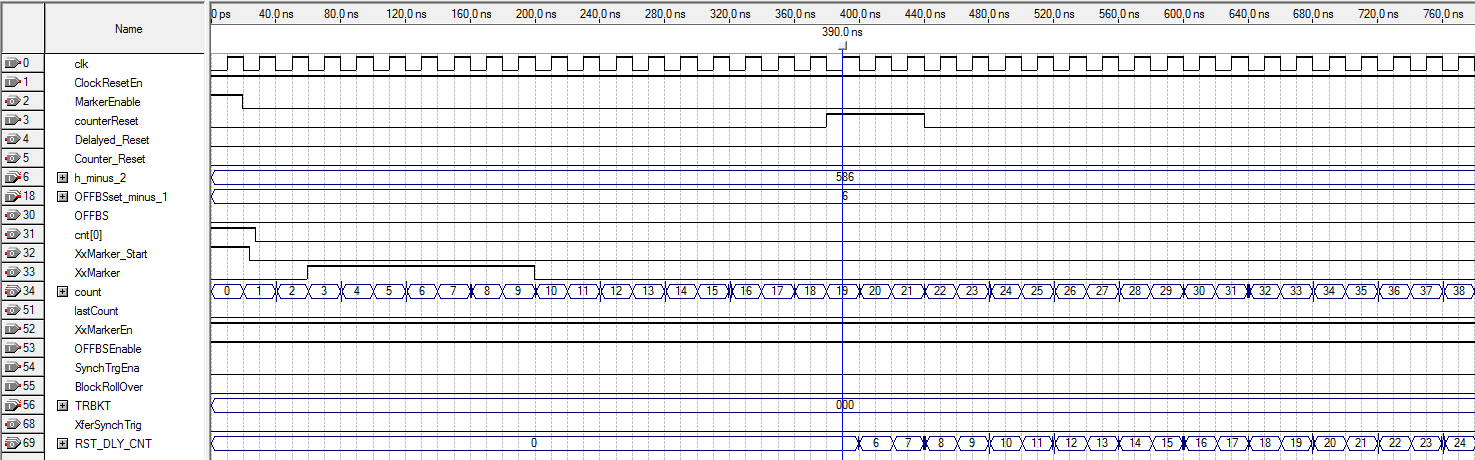 Name 0 ps 40.0 ns 80.0 ns 120.0 ns 160.0 ns 200.0 ns 240.0 ns 280.0 ns 320.0 ns 360.0 ns 400.0 ns 440.0 ns 480.0 ns 520.0 ns 560.0 ns 600.0 ns 640.0 ns 680.0 ns 720.0 ns 760.0 ns
390.0 ns
0 clk
1 ClockResetEn
2 MarkerEnable
3 counterReset
4 Delalyed_Reset
5 Counter_Reset
6 h_minus_2 586
18 OFFBSset_minus_1 6
30 OFFBS
31 cnt[0]
32 XxMarker_Start
33 XxMarker
34 count 0 1 2 3 4 5 6 7 8 9 10 11 12 13 14 15 16 17 18 19 20 21 22 23 24 25 26 27 28 29 30 31 32 33 34 35 36 37 38
51 lastCount
52 XxMarkerEn
53 OFFBSEnable
54 SynchTrgEna
55 BlockRollOver
56 TRBKT 000
68 XferSynchTrig
69 RST_DLY_CNT 0 6 7 8 9 10 11 12 13 14 15 16 17 18 19 20 21 22 23 24